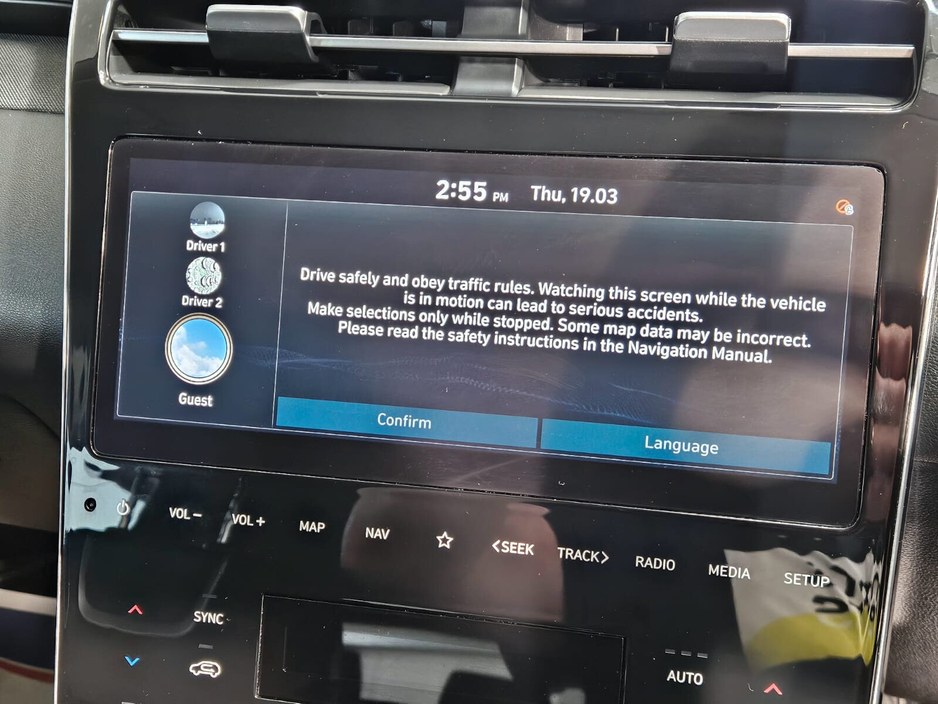 2:55 PM Thu, 19.03
Driver 1
Driver 2
Guest
Drive safely and obey traffic rules. Watching this screen while the vehicle
is in motion can lead to serious accidents.
Make selections only while stopped. Some map data may be incorrect.
Please read the safety instructions in the Navigation Manual.
Confirm
Language
VOL− VOL+ MAP NAV <SEEK TRACK> RADIO MEDIA SETUP
SYNC
AUTO